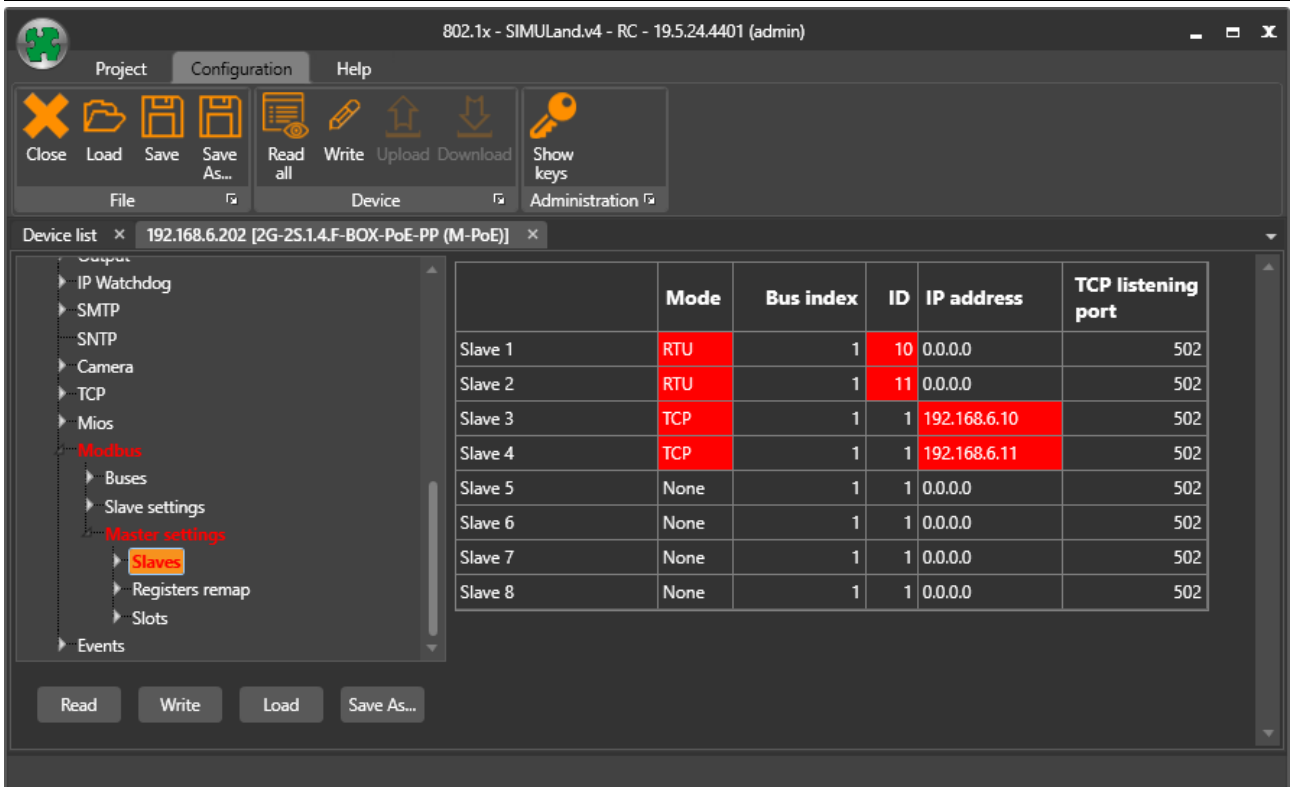 802.1x - SIMULand.v4 - RC - 19.5.24.4401 (admin)
Project Configuration Help
Close Load Save Save As... Read all Write Upload Download Show keys
File Device Administration
Device list × 192.168.6.202 [2G-2S.1.4.F-BOX-PoE-PP (M-PoE)] ×
Output
IP Watchdog
SMTP
SNTP
Camera
TCP
Mios
Modbus
Buses
Slave settings
Master settings
Slaves
Registers remap
Slots
Events
Mode Bus index ID IP address TCP listening port
Slave 1 RTU 1 10 0.0.0.0 502
Slave 2 RTU 1 11 0.0.0.0 502
Slave 3 TCP 1 1 192.168.6.10 502
Slave 4 TCP 1 1 192.168.6.11 502
Slave 5 None 1 1 0.0.0.0 502
Slave 6 None 1 1 0.0.0.0 502
Slave 7 None 1 1 0.0.0.0 502
Slave 8 None 1 1 0.0.0.0 502
Read Write Load Save As...